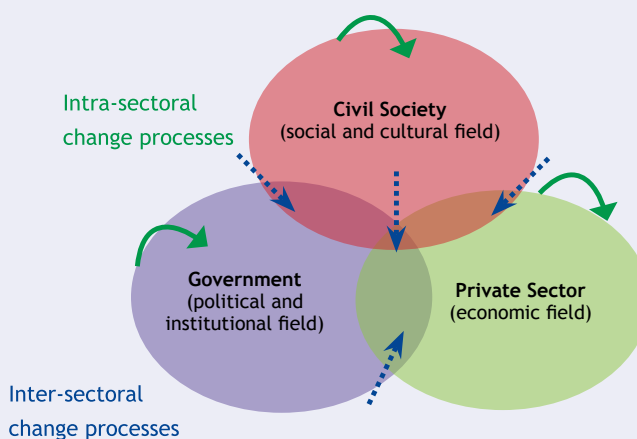 Intra-sectoral
change processes
Civil Society
(social and cultural field)
Government
(political and
institutional field)
Private Sector
(economic field)
Inter-sectoral
change processes